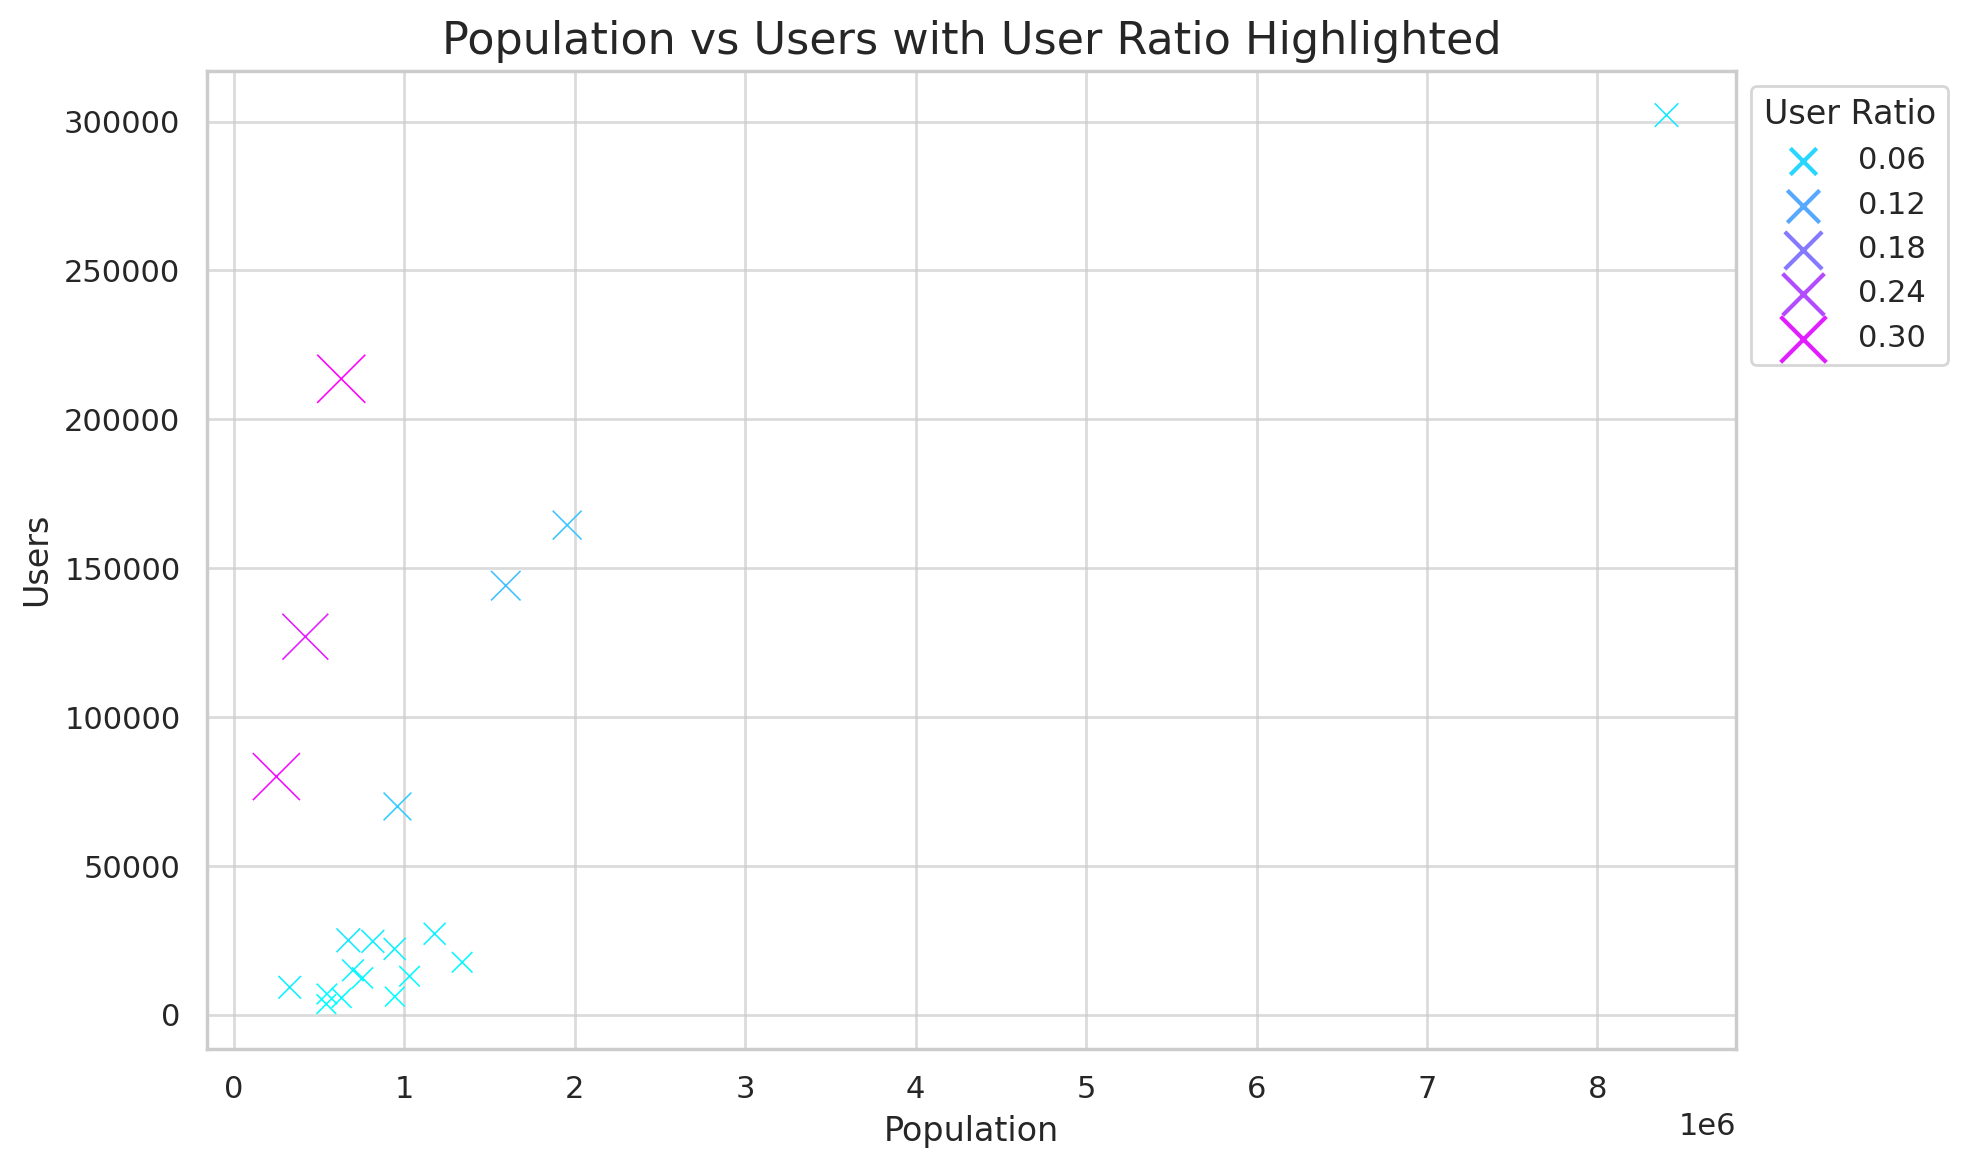 Population vs Users with User Ratio Highlighted
User Ratio
0.06
0.12
0.18
0.24
0.30
Users
300000
250000
200000
150000
100000
50000
0
0 1 2 3 4 5 6 7 8
1e6
Population